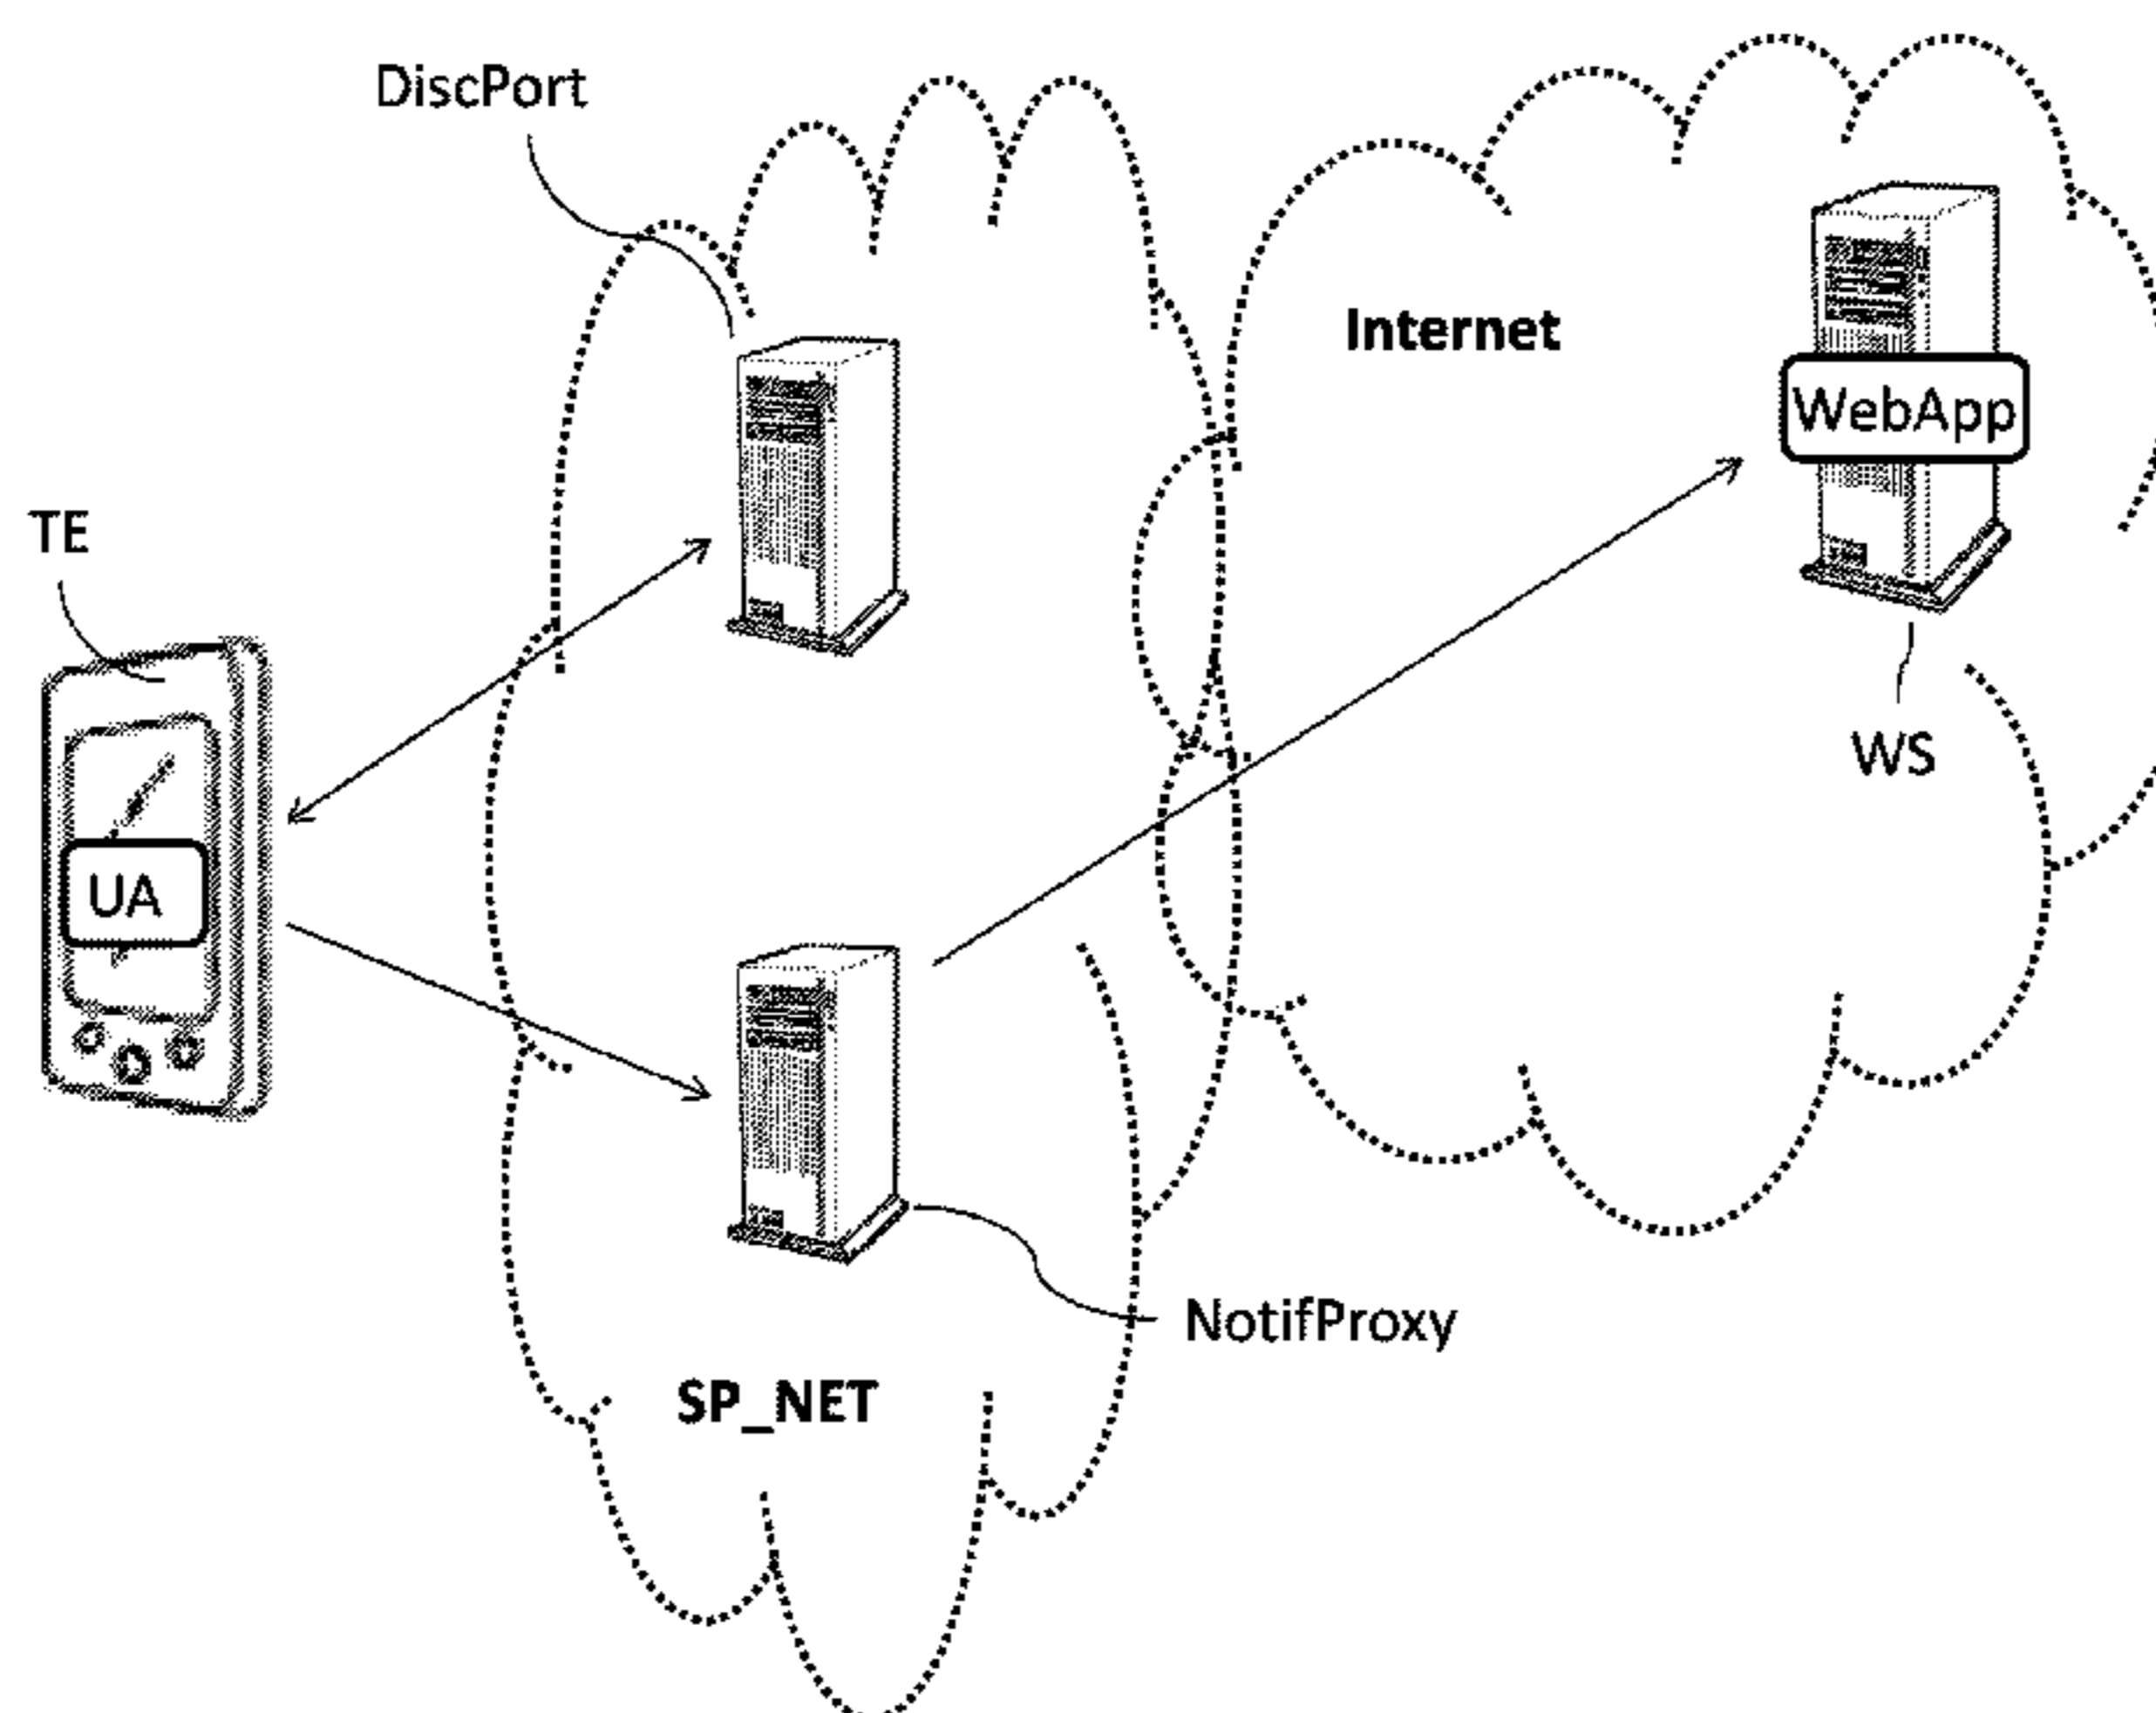 DiscPort
Internet
WebApp
TE
WS
UA
NotifProxy
SP_NET